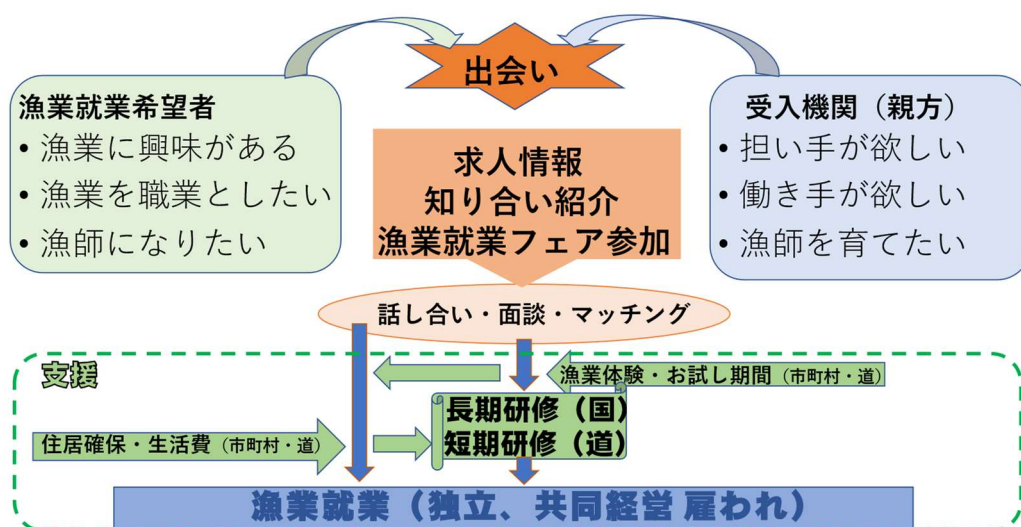 出会い
漁業就業希望者
• 漁業に興味がある
• 漁業を職業としたい
• 漁師になりたい
受入機関（親方）
• 担い手が欲しい
• 働き手が欲しい
• 漁師を育てたい
求人情報
知り合い紹介
漁業就業フェア参加
話し合い・面談・マッチング
支援
漁業体験・お試し期間（市町村・道）
長期研修（国）
短期研修（道）
住居確保・生活費（市町村・道）
漁業就業（独立、共同経営 雇われ）